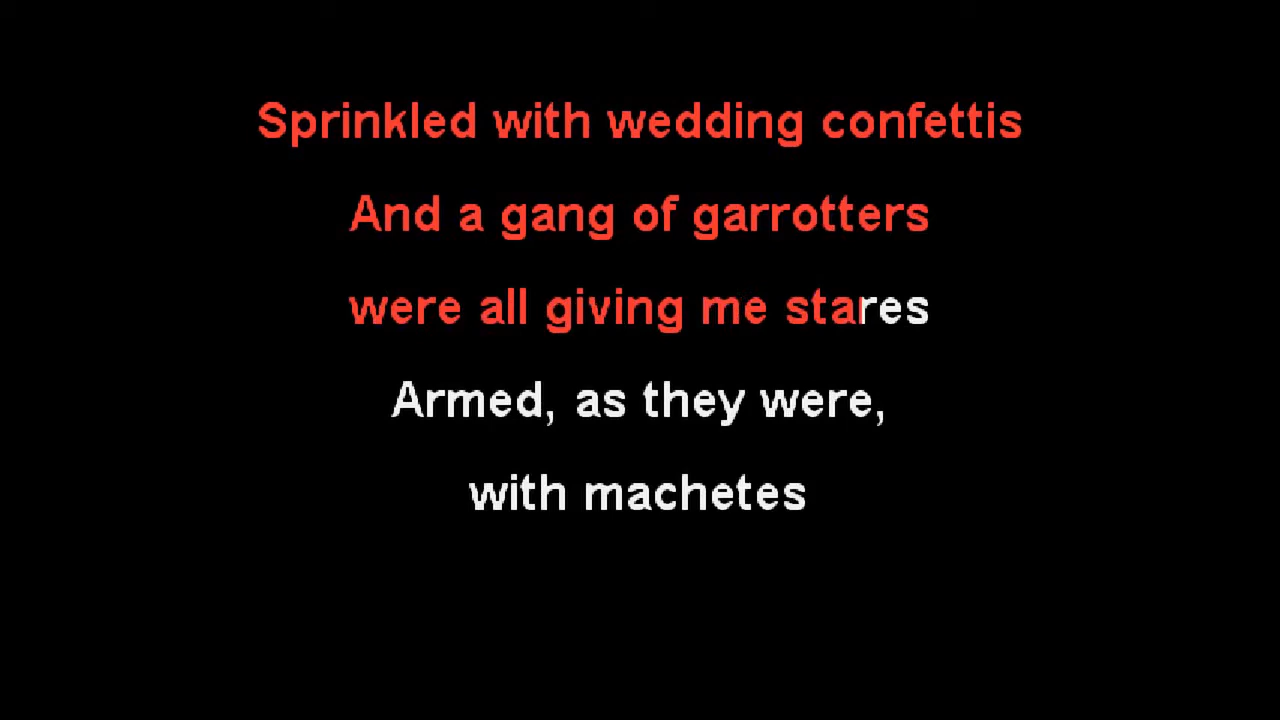 Sprinkled with wedding confettis
And a gang of garrotters
were all giving me stares
Armed, as they were,
with machetes